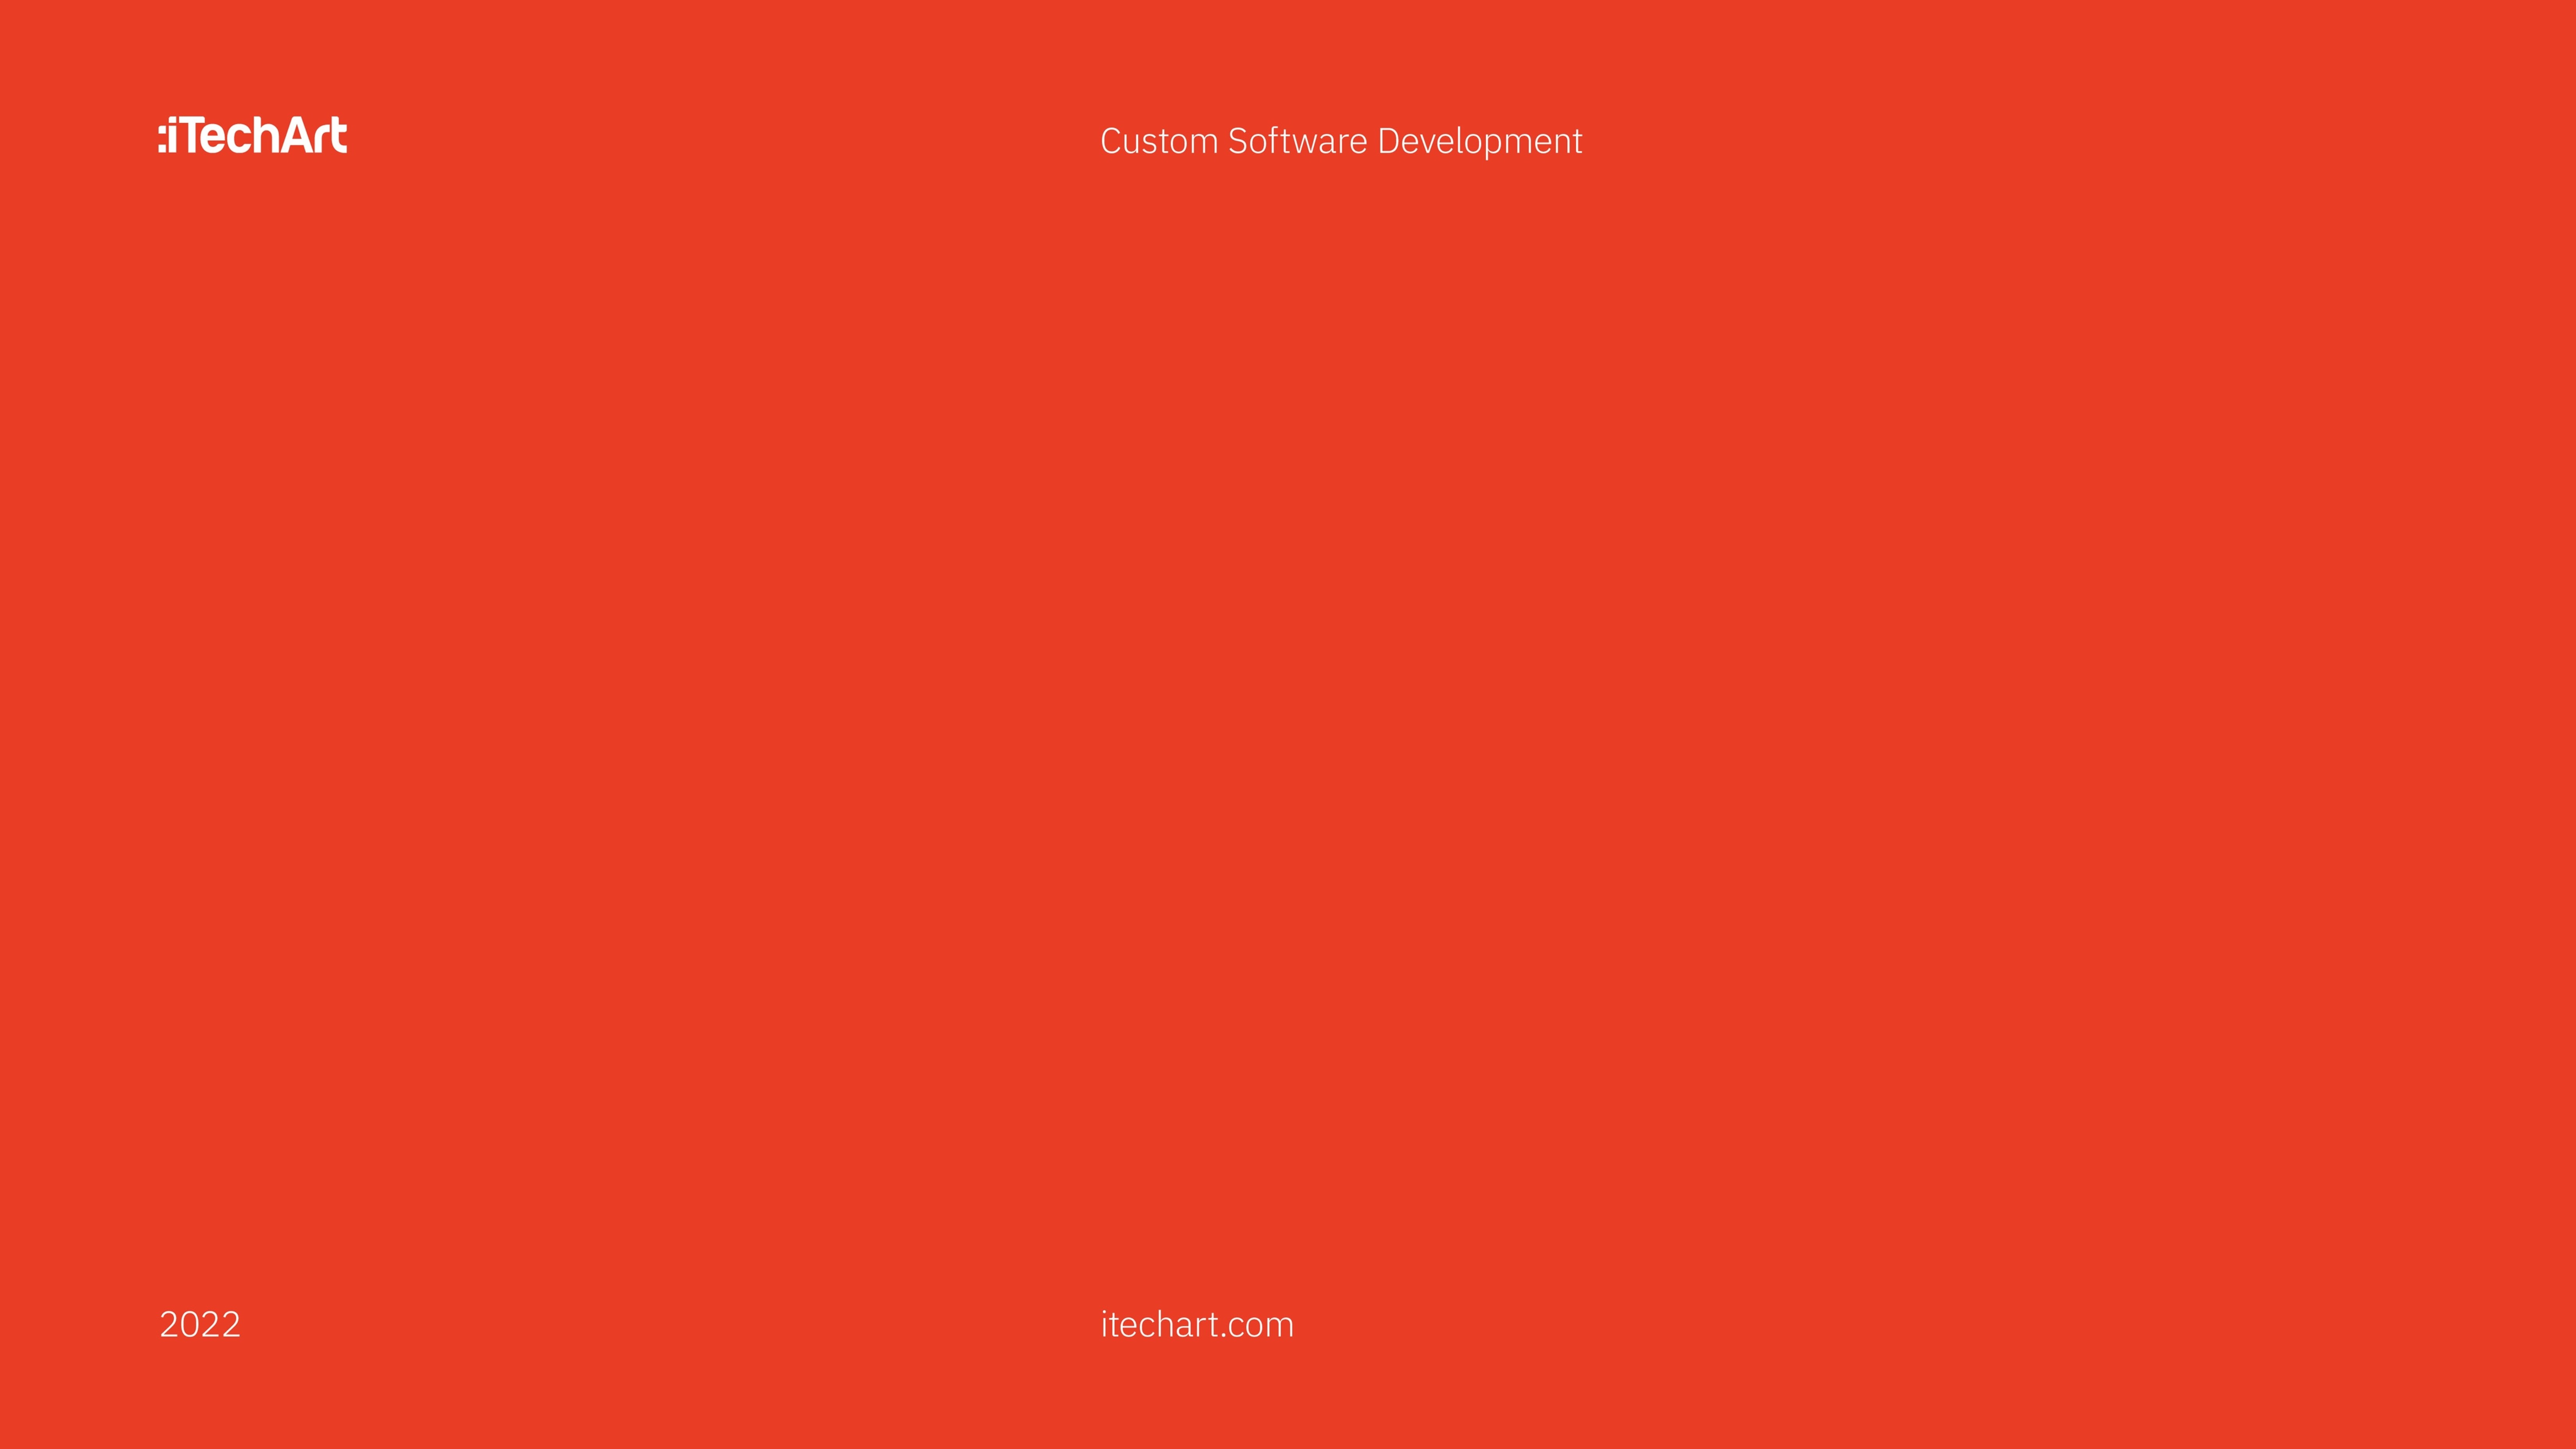 :iTechArt
Custom Software Development
2022
itechart.com